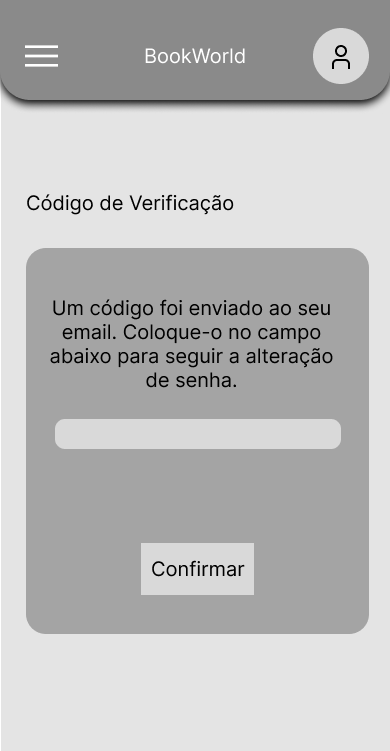 BookWorld
Código de Verificação
Um código foi enviado ao seu
email. Coloque-o no campo
abaixo para seguir a alteração
de senha.
Confirmar